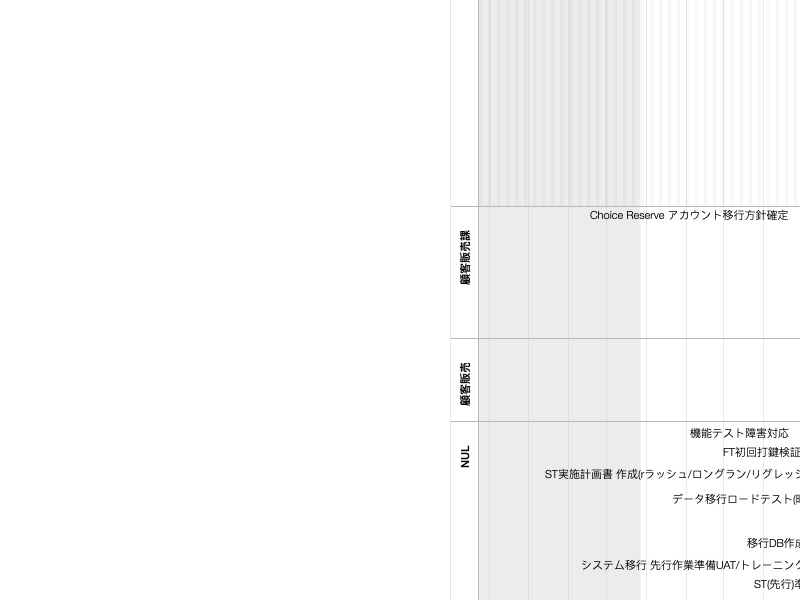 顧客販売課
Choice Reserve アカウント移行方針確定
顧客販売
NUL
機能テスト障害対応
FT初回打鍵検証
ST実施計画書 作成(rラッシュ/ロングラン/リグレッシ
データ移行ロードテスト(
移行DB作成
システム移行 先行作業準備UAT/トレーニング
ST(先行)準